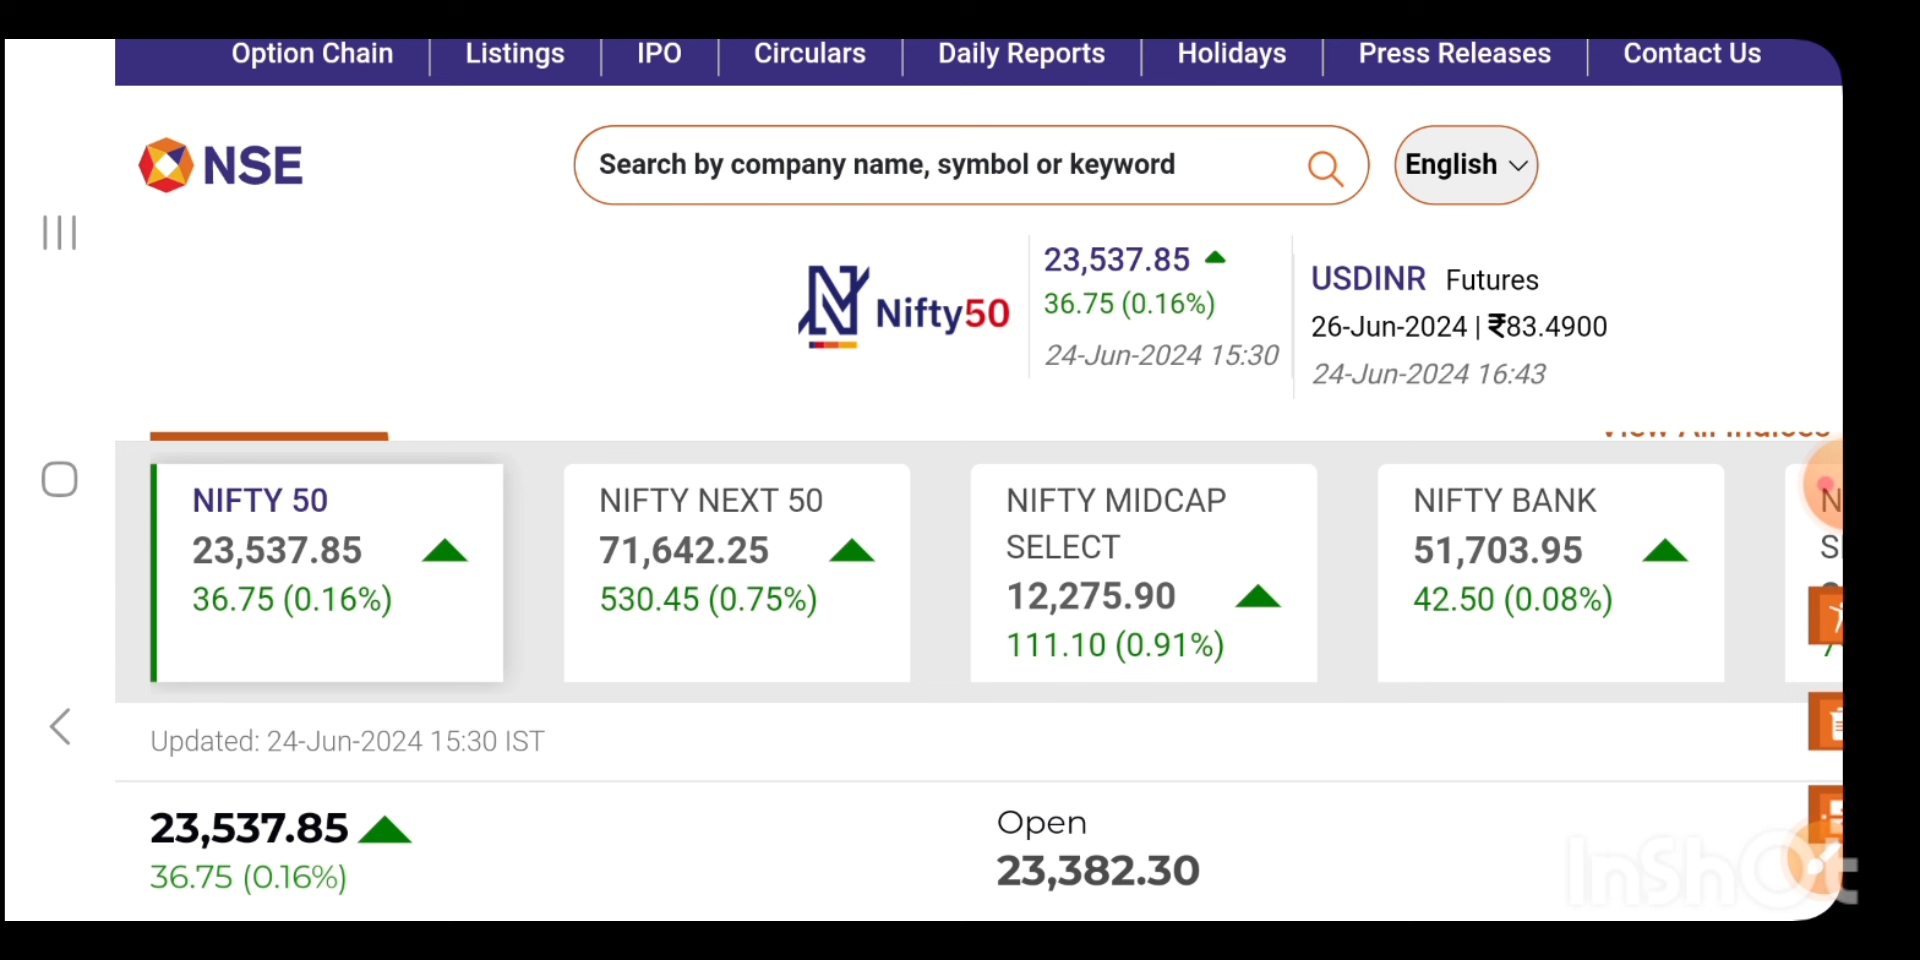 Option Chain
Listings
IPO
Circulars
Daily Reports
Holidays
Press Releases
Contact Us
NSE
Search by company name, symbol or keyword
English
Nifty50
23,537.85
36.75 (0.16%)
24-Jun-2024 15:30
USDINR Futures
26-Jun-2024 | ₹83.4900
24-Jun-2024 16:43
View All Indices
NIFTY 50
23,537.85
36.75 (0.16%)
NIFTY NEXT 50
71,642.25
530.45 (0.75%)
NIFTY MIDCAP
SELECT
12,275.90
111.10 (0.91%)
NIFTY BANK
51,703.95
42.50 (0.08%)
Updated: 24-Jun-2024 15:30 IST
23,537.85
36.75 (0.16%)
Open
23,382.30
InShOt